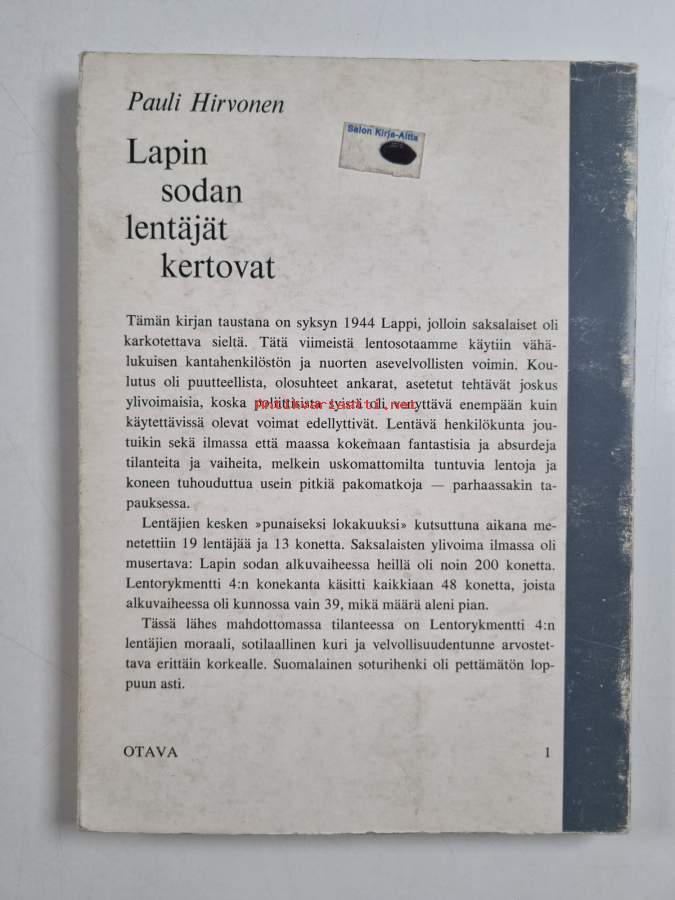 Pauli Hirvonen
Salon Kirja-Aitta
Lapin
sodan
lentäjät
kertovat
Tämän kirjan taustana on syksyn 1944 Lappi, jolloin saksalaiset oli
karkotettava sieltä. Tätä viimeistä lentosotaamme käytiin vähä-
lukuisen kantahenkilöstön ja nuorten asevelvollisten voimin. Kou-
lutus oli puutteellista, olosuhteet ankarat, asetetut tehtävät joskus
ylivoimaisia, koska poliittisista syistä oli venyttävä enempään kuin
käytettävissä olevat voimat edellyttivät. Lentävä henkilökunta jou-
tuikin sekä ilmassa että maassa kokemaan fantastisia ja absurdeja
tilanteita ja vaiheita, melkein uskomattomilta tuntuvia lentoja ja
koneen tuhouduttua usein pitkiä pakomatkoja — parhaassakin ta-
pauksessa.
Lentäjien kesken »punaiseksi lokakuuksi» kutsuttuna aikana me-
netettiin 19 lentäjää ja 13 konetta. Saksalaisten ylivoima ilmassa oli
musertava: Lapin sodan alkuvaiheessa heillä oli noin 200 konetta.
Lentorykmentti 4:n konekanta käsitti kaikkiaan 48 konetta, joista
alkuvaiheessa oli kunnossa vain 39, mikä määrä aleni pian.
Tässä lähes mahdottomassa tilanteessa on Lentorykmentti 4:n
lentäjien moraali, sotilaallinen kuri ja velvollisuudentunne arvostet-
tava erittäin korkealle. Suomalainen soturihenki oli pettämätön lop-
puun asti.
OTAVA 1